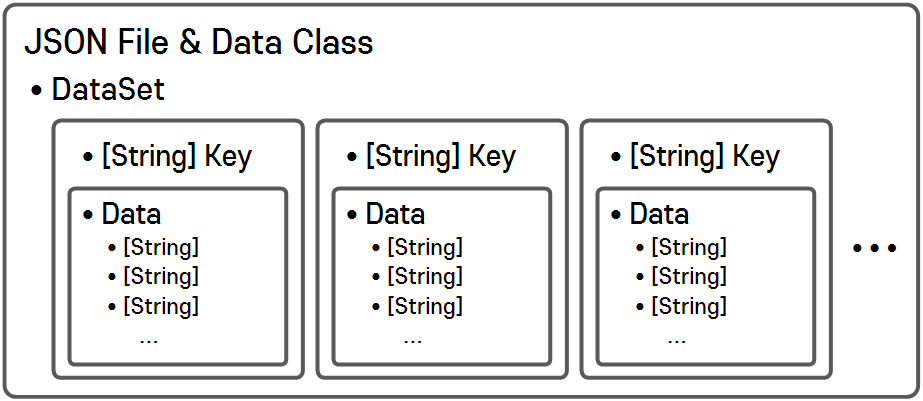 JSON File & Data Class
• DataSet
• [String] Key
• Data
• [String]
• [String]
• [String]
...
• [String] Key
• Data
• [String]
• [String]
• [String]
...
• [String] Key
• Data
• [String]
• [String]
• [String]
...
• • •